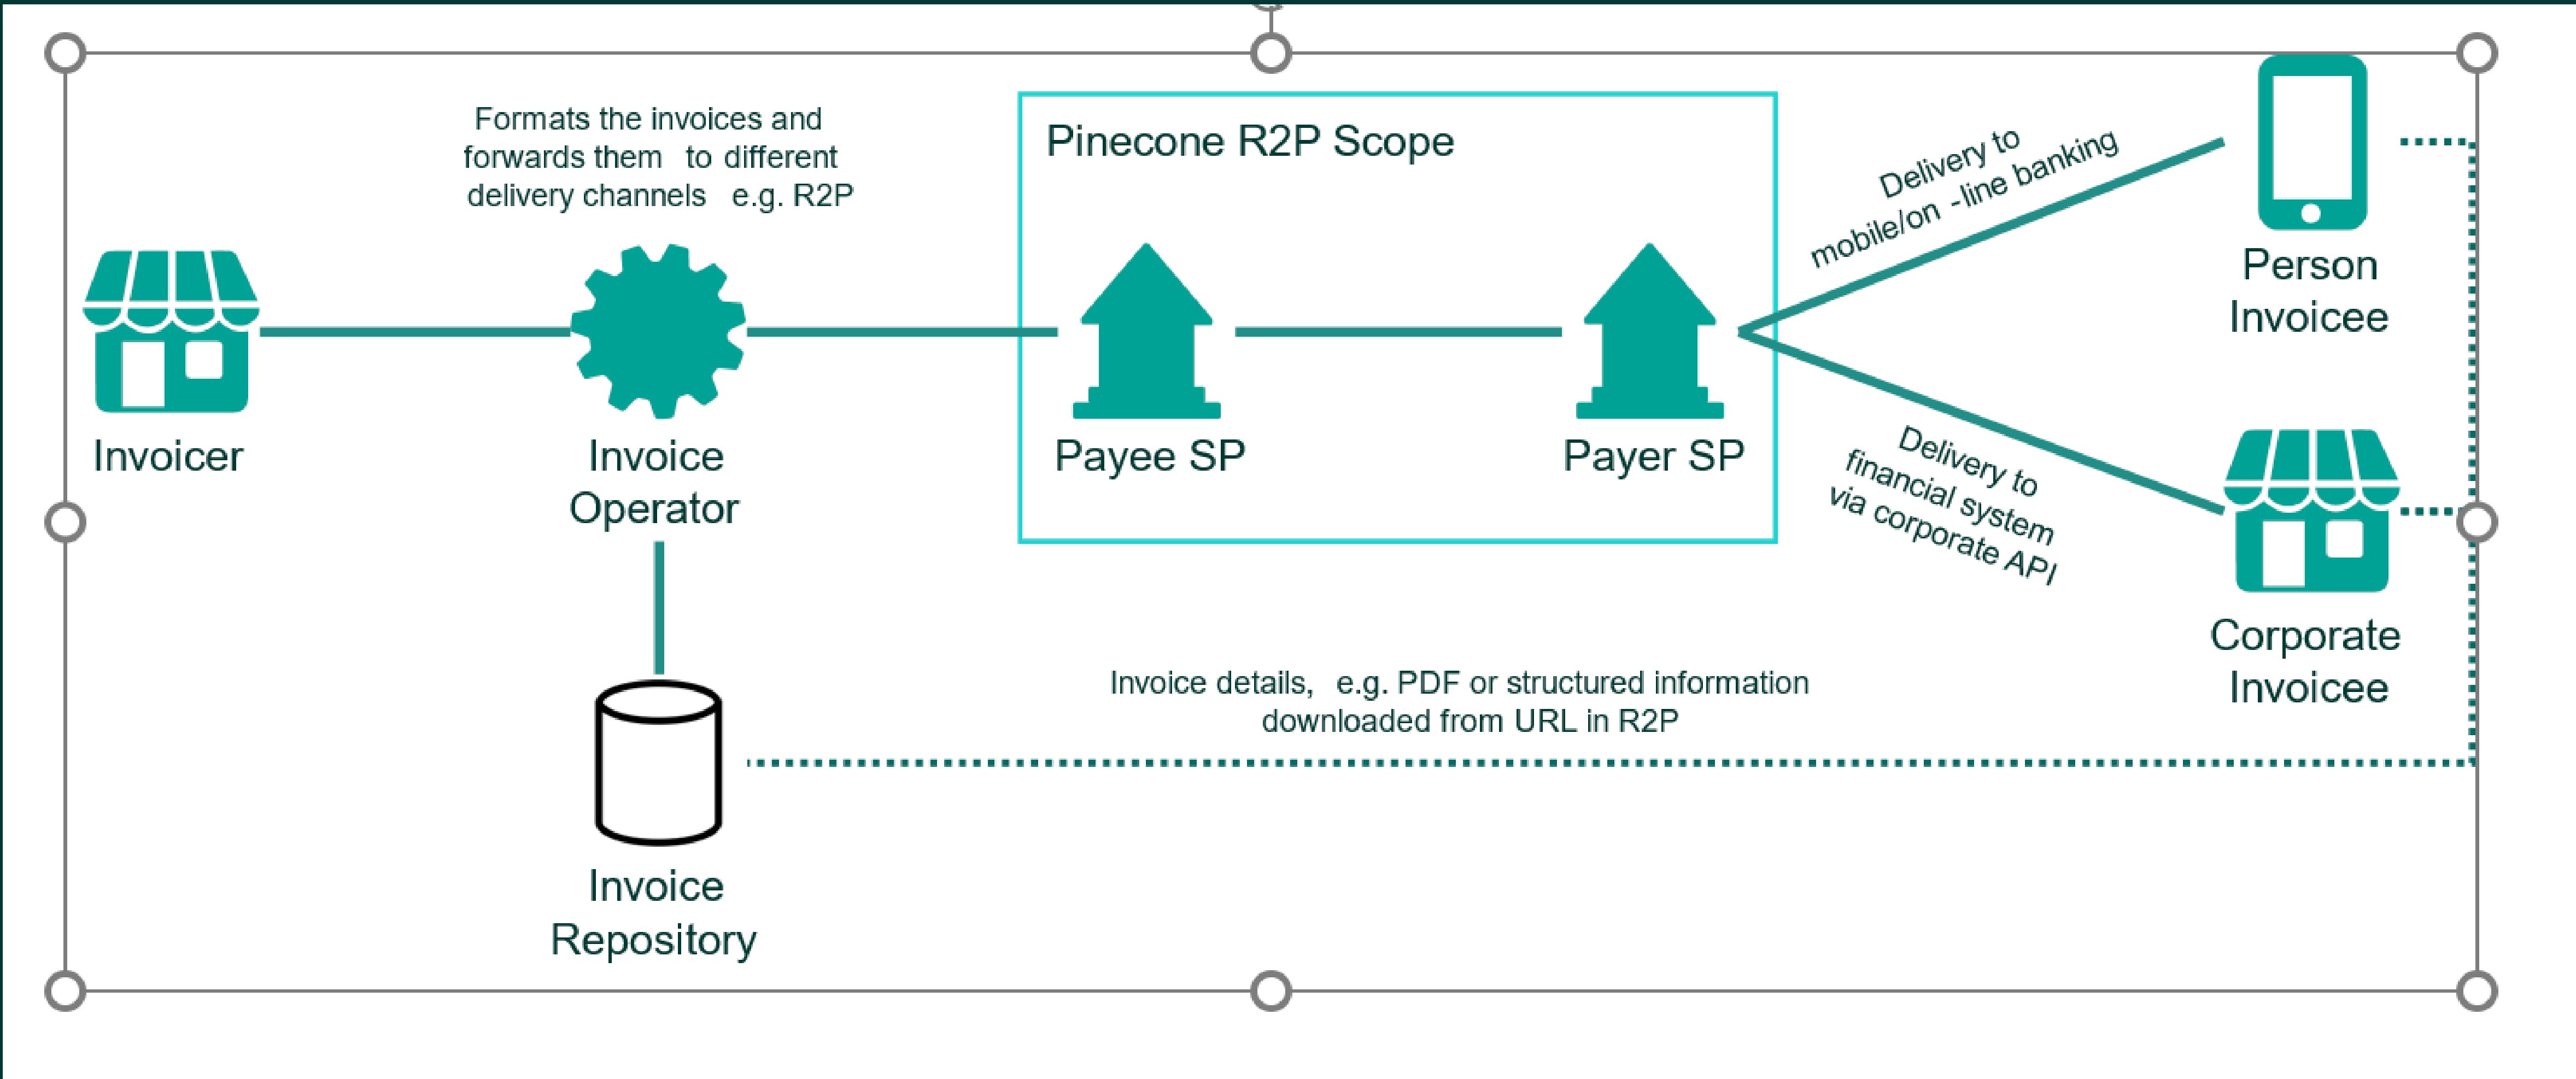 Formats the invoices and
forwards them to different
delivery channels e.g. R2P
Pinecone R2P Scope
Delivery to
mobile/on -line banking
Person
Invoicee
Invoicer
Invoice
Operator
Payee SP
Payer SP
Delivery to
financial system
via corporate API
Corporate
Invoicee
Invoice details, e.g. PDF or structured information
downloaded from URL in R2P
Invoice
Repository